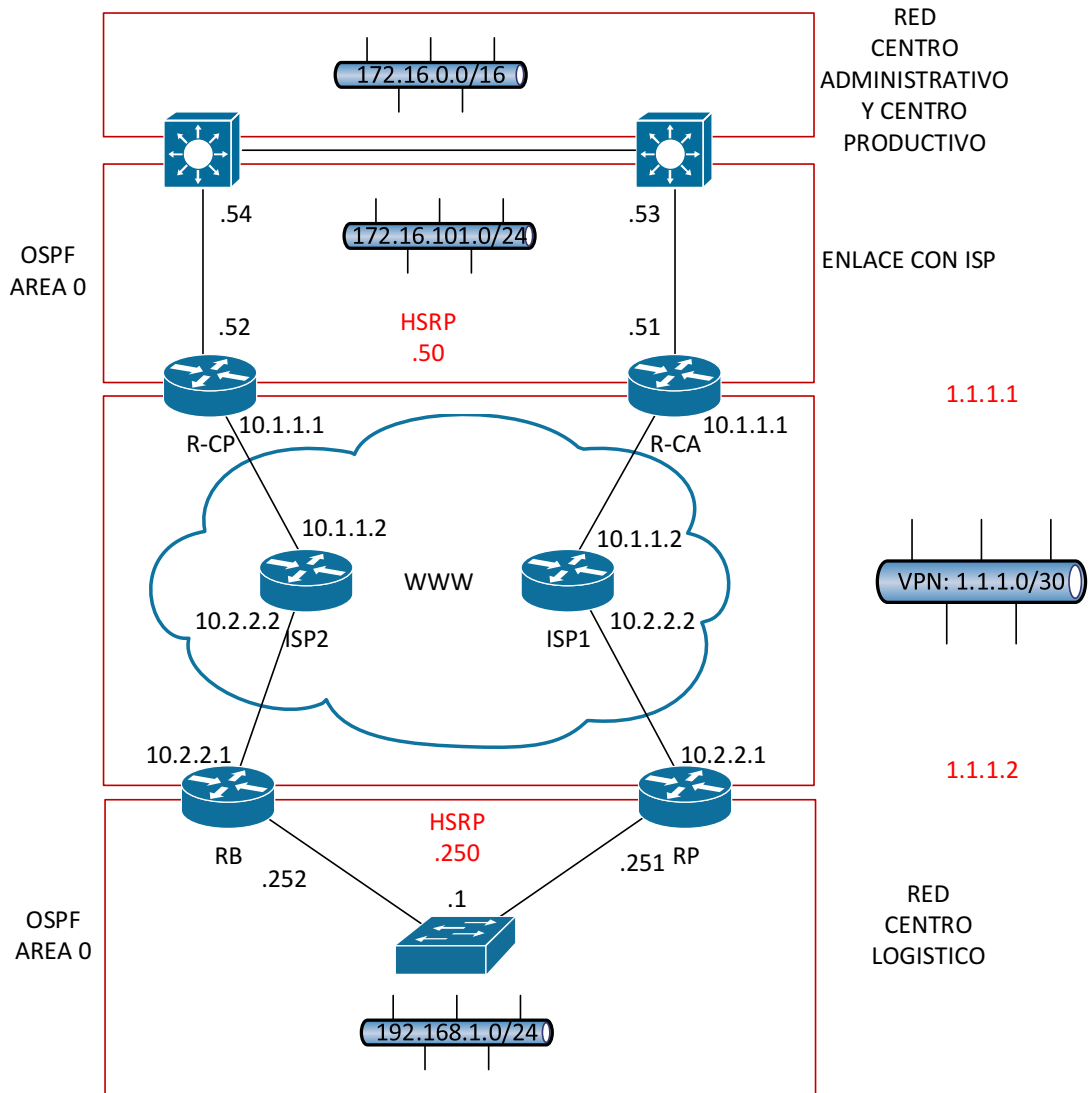 172.16.0.0/16
RED
CENTRO
ADMINISTRATIVO
Y CENTRO
PRODUCTIVO
.54
.53
172.16.101.0/24
OSPF
AREA 0
ENLACE CON ISP
.52
HSRP
.50
.51
10.1.1.1
R-CP
10.1.1.1
R-CA
1.1.1.1
10.1.1.2
10.1.1.2
WWW
VPN: 1.1.1.0/30
10.2.2.2
ISP2
10.2.2.2
ISP1
10.2.2.1
10.2.2.1
1.1.1.2
HSRP
.250
RB
RP
.252
.251
.1
OSPF
AREA 0
RED
CENTRO
LOGISTICO
192.168.1.0/24